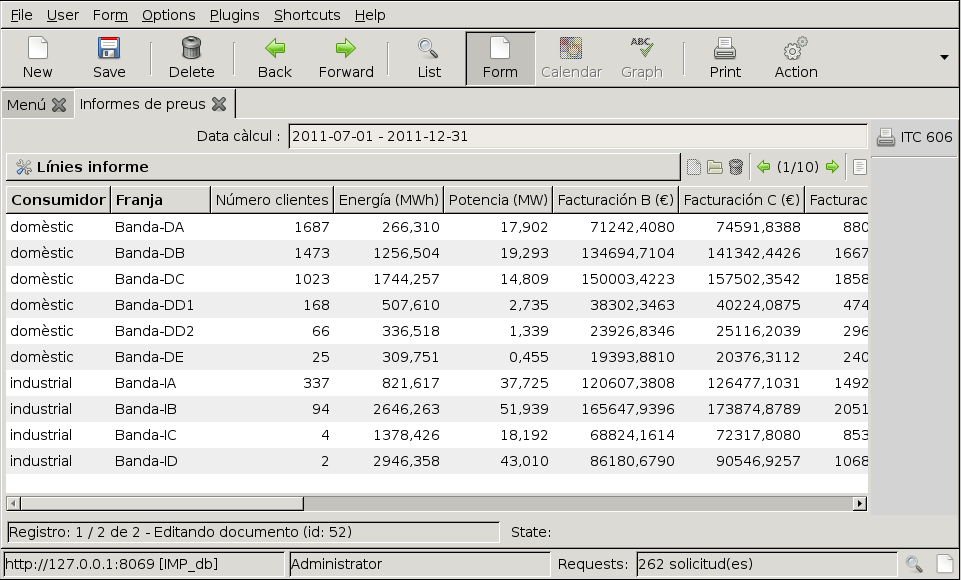 File User Form Options Plugins Shortcuts Help
New Save Delete Back Forward List Form Calendar ABC Graph Print Action
Menú Informes de preus
Data càlcul : 2011-07-01 - 2011-12-31 ITC 606
Línies informe (1/10)
Consumidor Franja Número clientes Energía (MWh) Potencia (MW) Facturación B (€) Facturación C (€) Facturac
domèstic Banda-DA 1687 266,310 17,902 71242,4080 74591,8388 880
domèstic Banda-DB 1473 1256,504 19,293 134694,7104 141342,4426 1667
domèstic Banda-DC 1023 1744,257 14,809 150003,4223 157502,3542 1858
domèstic Banda-DD1 168 507,610 2,735 38302,3463 40224,0875 474
domèstic Banda-DD2 66 336,518 1,339 23926,8346 25116,2039 296
domèstic Banda-DE 25 309,751 0,455 19393,8810 20376,3112 240
industrial Banda-IA 337 821,617 37,725 120607,3808 126477,1031 1492
industrial Banda-IB 94 2646,263 51,939 165647,9396 173874,8789 2051
industrial Banda-IC 4 1378,426 18,192 68824,1614 72317,8080 853
industrial Banda-ID 2 2946,358 43,010 86180,6790 90546,9257 1068
Registro: 1 / 2 de 2 - Editando documento (id: 52) State:
http://127.0.0.1:8069 [IMP_db] Administrator Requests: 262 solicitud(es)